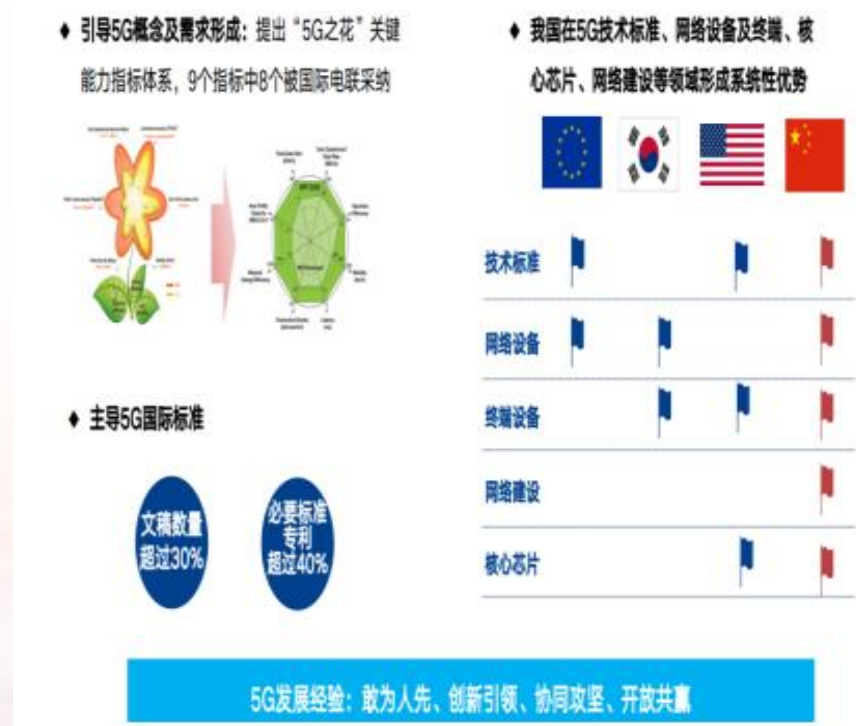 ◆ 引导5G概念及需求形成：提出“5G之花”关键
能力指标体系，9个指标中8个被国际电联采纳
◆ 主导5G国际标准
文稿数量
超过30%
必要标准
专利
超过40%
◆ 我国在5G技术标准、网络设备及终端、核
心芯片、网络建设等领域形成系统性优势
技术标准
网络设备
终端设备
网络建设
核心芯片
5G发展经验：敢为人先、创新引领、协同攻坚、开放共赢